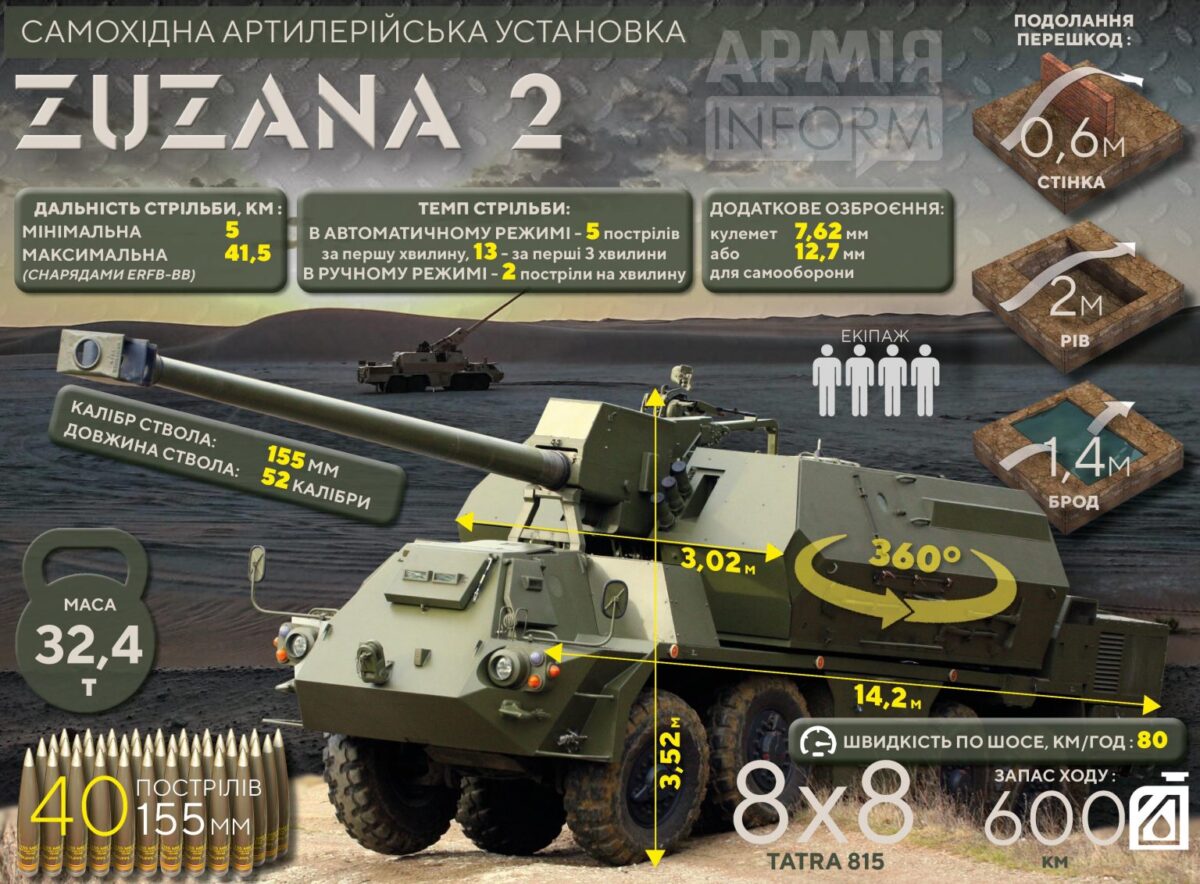 САМОХІДНА АРТИЛЕРІЙСЬКА УСТАНОВКА
ZUZANA 2
АРМІЯ
INFORM
ПОДОЛАННЯ
ПЕРЕШКОД:
0,6м
СТІНКА
2м
РІВ
1,4м
БРОД
ДАЛЬНІСТЬ СТРІЛЬБИ, КМ:
МІНІМАЛЬНА 5
МАКСИМАЛЬНА 41,5
(СНАРЯДАМИ ERFB-BB)
ТЕМП СТРІЛЬБИ:
В АВТОМАТИЧНОМУ РЕЖИМІ - 5 пострілів
за першу хвилину, 13 - за перші 3 хвилини
В РУЧНОМУ РЕЖИМІ - 2 постріли на хвилину
ДОДАТКОВЕ ОЗБРОЄННЯ:
кулемет 7,62 мм
або 12,7 мм
для самооборони
ЕКІПАЖ
КАЛІБР СТВОЛА: 155 ММ
ДОВЖИНА СТВОЛА: 52 КАЛІБРИ
3,02м
360°
МАСА
32,4
Т
14,2м
3,52м
ШВИДКІСТЬ ПО ШОСЕ, КМ/ГОД: 80
40 ПОСТРІЛІВ
155ММ
8x8
TATRA 815
ЗАПАС ХОДУ:
600
КМ